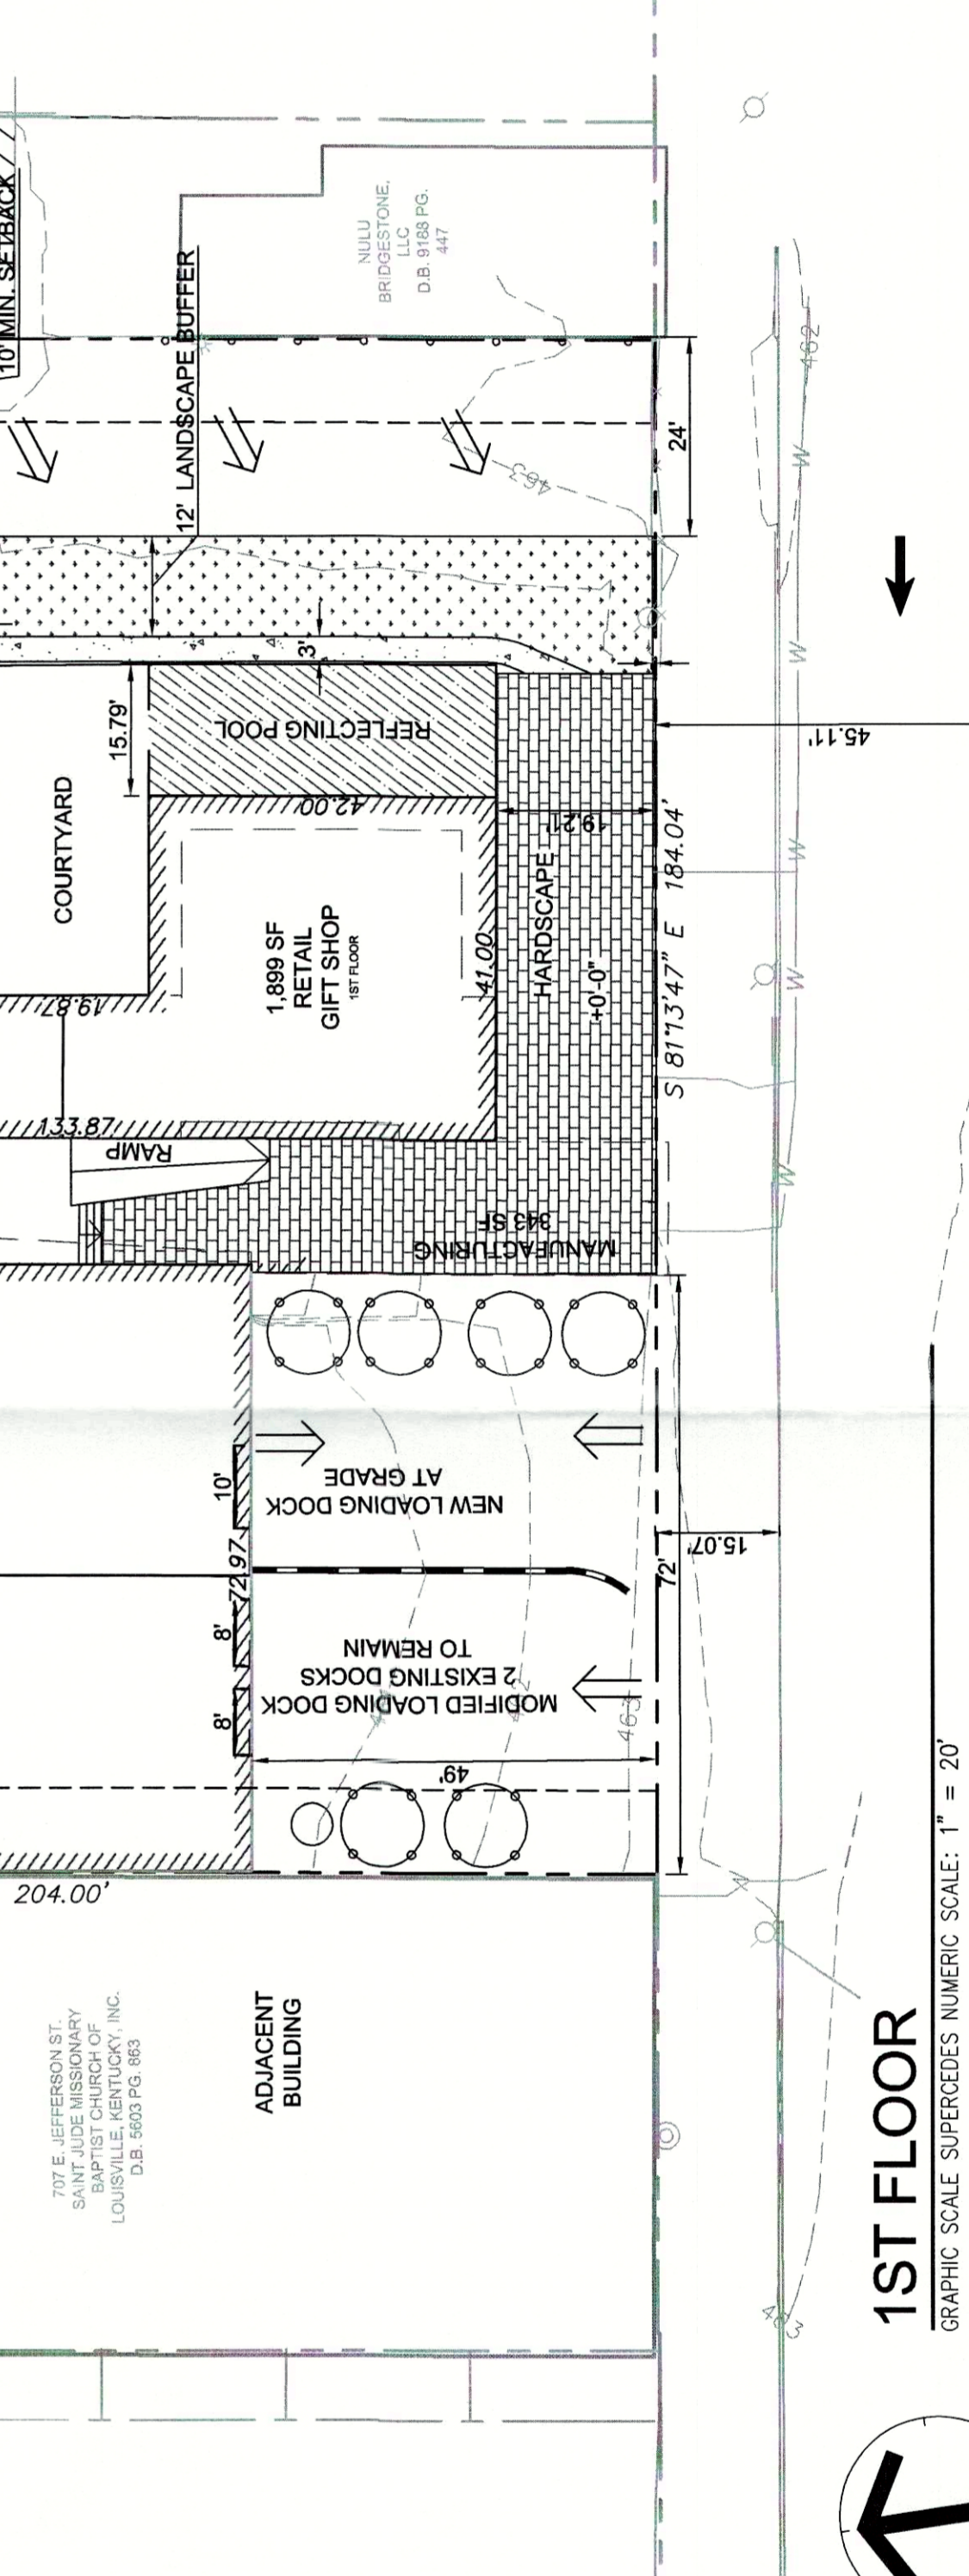 10' MIN. SETBACK
12' LANDSCAPE BUFFER
NULU
BRIDGESTONE,
LLC
D.B. 9188 PG.
447
24'
463
462
W
W
W
W
W
W
3'
15.79'
REFLECTING POOL
COURTYARD
42.00
19.87
1,899 SF
RETAIL
GIFT SHOP
1ST FLOOR
41.00
HARDSCAPE
19.21'
+0'-0"
45.11'
S 81°13'47" E 184.04'
133.87
RAMP
MANUFACTURING
343 SF
NEW LOADING DOCK
AT GRADE
10'
72.97
8'
8'
MODIFIED LOADING DOCK
2 EXISTING DOCKS
TO REMAIN
463
49'
72'
15.07'
204.00'
707 E. JEFFERSON ST.
SAINT JUDE MISSIONARY
BAPTIST CHURCH OF
LOUISVILLE, KENTUCKY, INC.
D.B. 5603 PG. 863
ADJACENT
BUILDING
1ST FLOOR
GRAPHIC SCALE SUPERCEDES NUMERIC SCALE: 1" = 20'